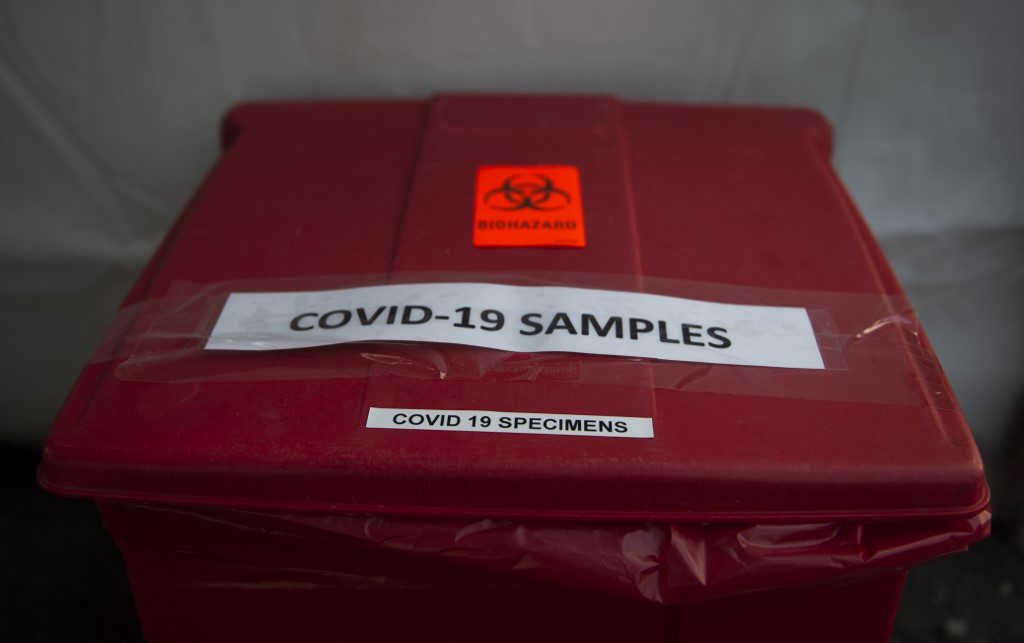 BIOHAZARD
COVID-19 SAMPLES
COVID 19 SPECIMENS